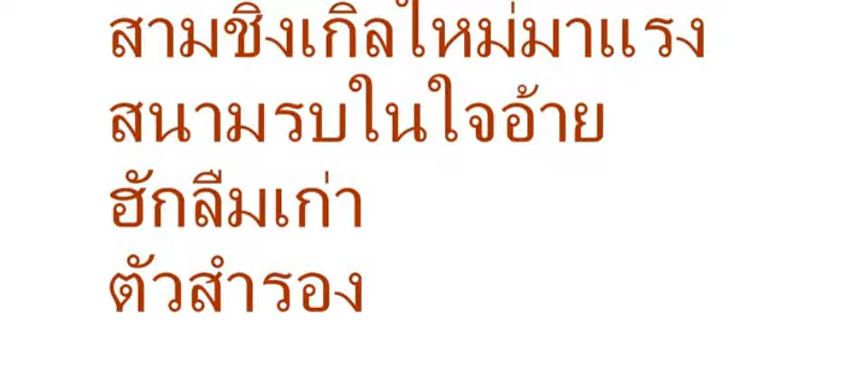 สามชิงเกิลใหม่มาแรง
สนามรบในใจอ้าย
ฮักลืมเก่า
ตัวสำรอง